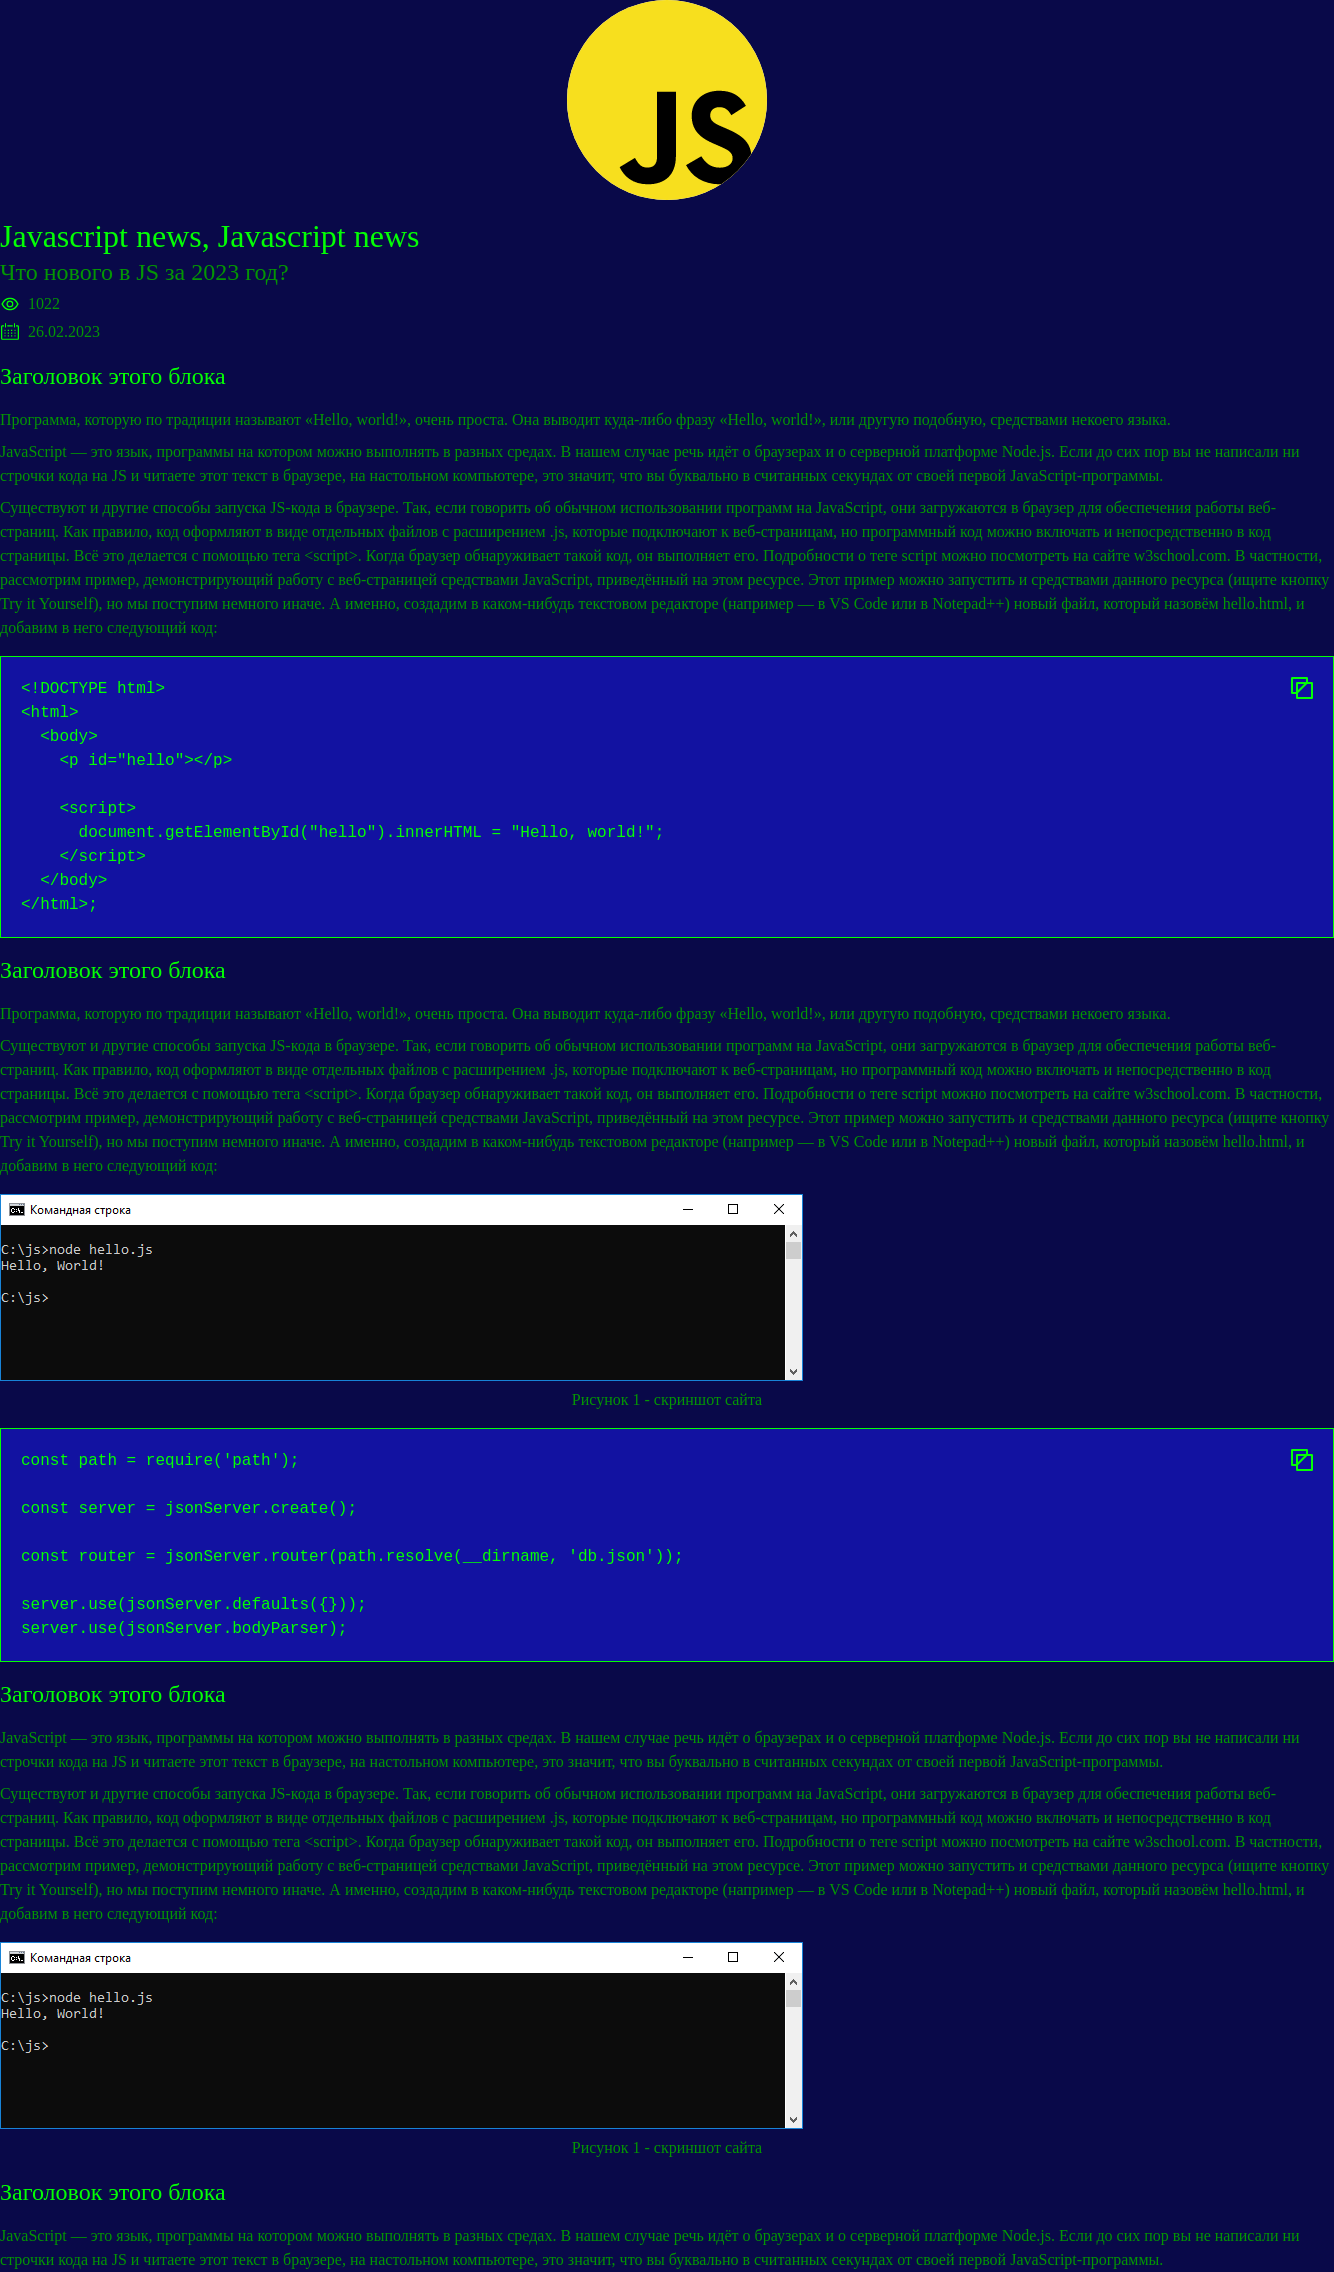 JS
Javascript news, Javascript news
Что нового в JS за 2023 год?
1022
26.02.2023
Заголовок этого блока
Программа, которую по традиции называют «Hello, world!», очень проста. Она выводит куда-либо фразу «Hello, world!», или другую подобную, средствами некоего языка.
JavaScript — это язык, программы на котором можно выполнять в разных средах. В нашем случае речь идёт о браузерах и о серверной платформе Node.js. Если до сих пор вы не написали ни
строчки кода на JS и читаете этот текст в браузере, на настольном компьютере, это значит, что вы буквально в считанных секундах от своей первой JavaScript-программы.
Существуют и другие способы запуска JS-кода в браузере. Так, если говорить об обычном использовании программ на JavaScript, они загружаются в браузер для обеспечения работы веб-
страниц. Как правило, код оформляют в виде отдельных файлов с расширением .js, которые подключают к веб-страницам, но программный код можно включать и непосредственно в код
страницы. Всё это делается с помощью тега <script>. Когда браузер обнаруживает такой код, он выполняет его. Подробности о теге script можно посмотреть на сайте w3school.com. В частности,
рассмотрим пример, демонстрирующий работу с веб-страницей средствами JavaScript, приведённый на этом ресурсе. Этот пример можно запустить и средствами данного ресурса (ищите кнопку
Try it Yourself), но мы поступим немного иначе. А именно, создадим в каком-нибудь текстовом редакторе (например — в VS Code или в Notepad++) новый файл, который назовём hello.html, и
добавим в него следующий код:
<!DOCTYPE html>
<html>
  <body>
    <p id="hello"></p>
    <script>
      document.getElementById("hello").innerHTML = "Hello, world!";
    </script>
  </body>
</html>;
Заголовок этого блока
Программа, которую по традиции называют «Hello, world!», очень проста. Она выводит куда-либо фразу «Hello, world!», или другую подобную, средствами некоего языка.
Существуют и другие способы запуска JS-кода в браузере. Так, если говорить об обычном использовании программ на JavaScript, они загружаются в браузер для обеспечения работы веб-
страниц. Как правило, код оформляют в виде отдельных файлов с расширением .js, которые подключают к веб-страницам, но программный код можно включать и непосредственно в код
страницы. Всё это делается с помощью тега <script>. Когда браузер обнаруживает такой код, он выполняет его. Подробности о теге script можно посмотреть на сайте w3school.com. В частности,
рассмотрим пример, демонстрирующий работу с веб-страницей средствами JavaScript, приведённый на этом ресурсе. Этот пример можно запустить и средствами данного ресурса (ищите кнопку
Try it Yourself), но мы поступим немного иначе. А именно, создадим в каком-нибудь текстовом редакторе (например — в VS Code или в Notepad++) новый файл, который назовём hello.html, и
добавим в него следующий код:
Командная строка
C:\js>node hello.js
Hello, World!
C:\js>
Рисунок 1 - скриншот сайта
const path = require('path');
const server = jsonServer.create();
const router = jsonServer.router(path.resolve(__dirname, 'db.json'));
server.use(jsonServer.defaults({}));
server.use(jsonServer.bodyParser);
Заголовок этого блока
JavaScript — это язык, программы на котором можно выполнять в разных средах. В нашем случае речь идёт о браузерах и о серверной платформе Node.js. Если до сих пор вы не написали ни
строчки кода на JS и читаете этот текст в браузере, на настольном компьютере, это значит, что вы буквально в считанных секундах от своей первой JavaScript-программы.
Существуют и другие способы запуска JS-кода в браузере. Так, если говорить об обычном использовании программ на JavaScript, они загружаются в браузер для обеспечения работы веб-
страниц. Как правило, код оформляют в виде отдельных файлов с расширением .js, которые подключают к веб-страницам, но программный код можно включать и непосредственно в код
страницы. Всё это делается с помощью тега <script>. Когда браузер обнаруживает такой код, он выполняет его. Подробности о теге script можно посмотреть на сайте w3school.com. В частности,
рассмотрим пример, демонстрирующий работу с веб-страницей средствами JavaScript, приведённый на этом ресурсе. Этот пример можно запустить и средствами данного ресурса (ищите кнопку
Try it Yourself), но мы поступим немного иначе. А именно, создадим в каком-нибудь текстовом редакторе (например — в VS Code или в Notepad++) новый файл, который назовём hello.html, и
добавим в него следующий код:
Командная строка
C:\js>node hello.js
Hello, World!
C:\js>
Рисунок 1 - скриншот сайта
Заголовок этого блока
JavaScript — это язык, программы на котором можно выполнять в разных средах. В нашем случае речь идёт о браузерах и о серверной платформе Node.js. Если до сих пор вы не написали ни
строчки кода на JS и читаете этот текст в браузере, на настольном компьютере, это значит, что вы буквально в считанных секундах от своей первой JavaScript-программы.